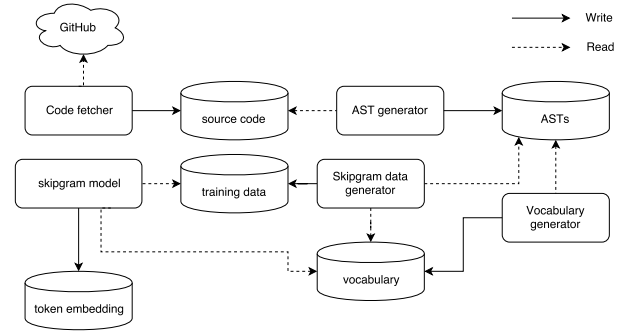 GitHub
Write
Read
Code fetcher
source code
AST generator
ASTs
skipgram model
training data
Skipgram data
generator
Vocabulary
generator
vocabulary
token embedding